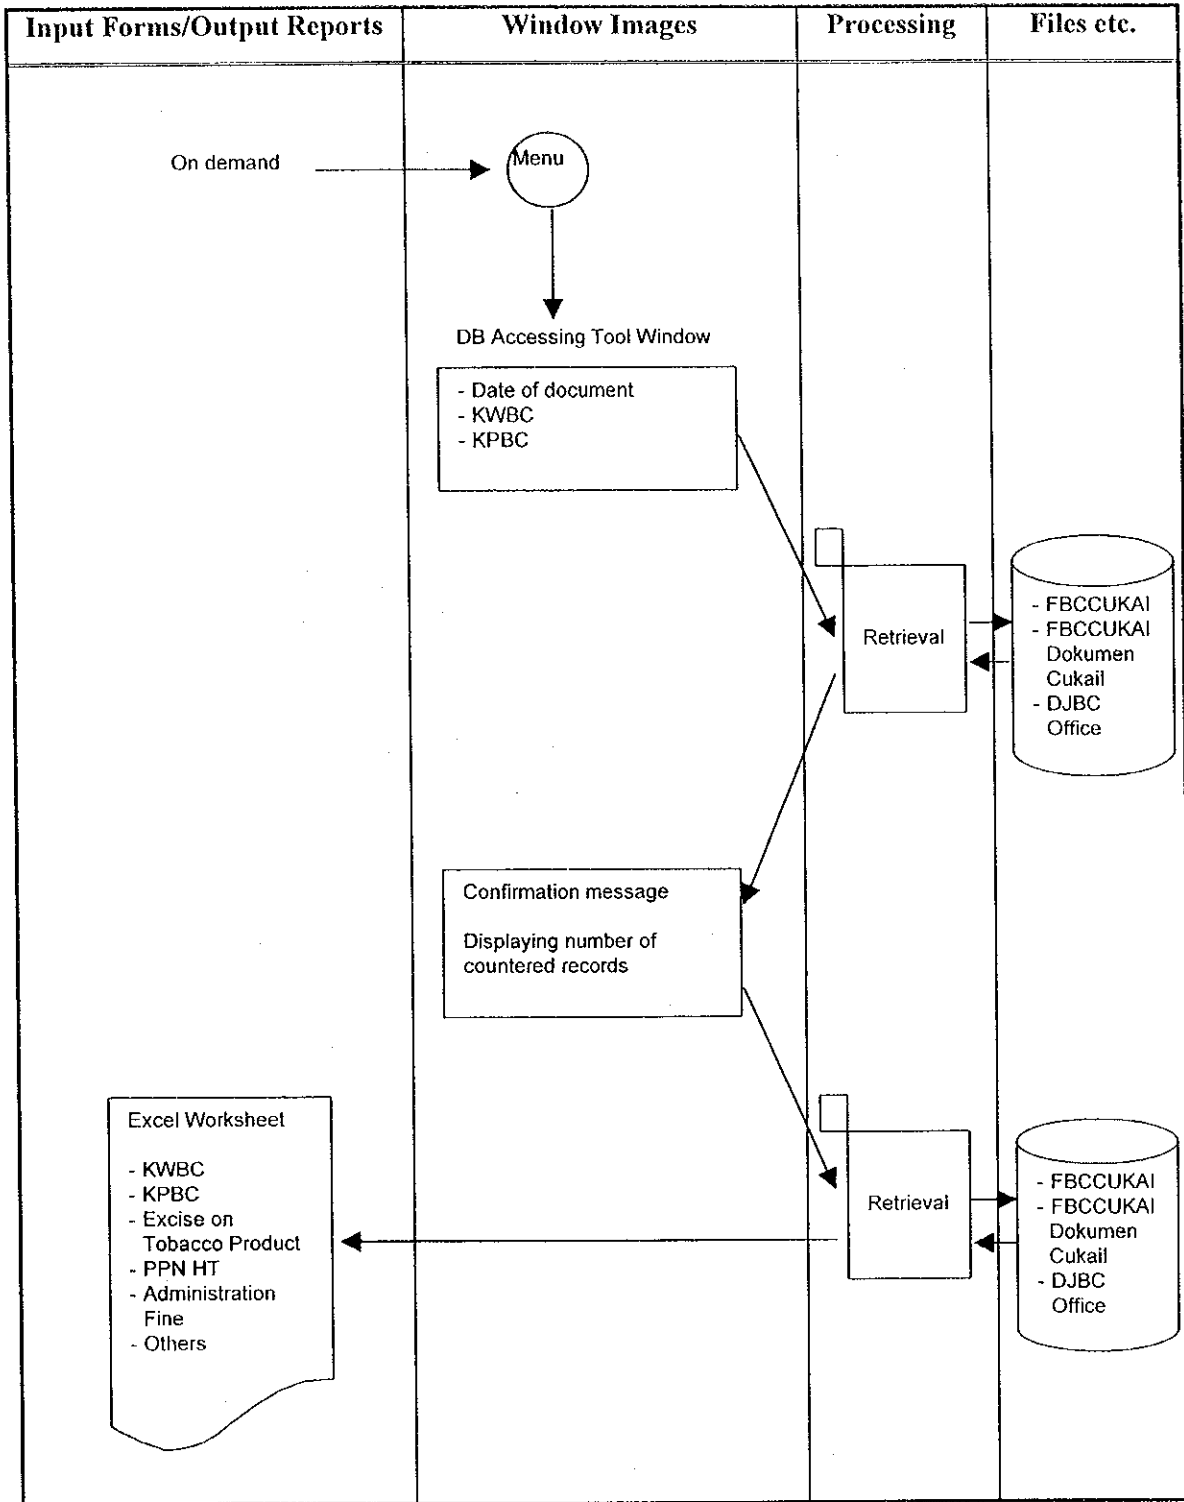 Input Forms/Output Reports
Window Images
Processing
Files etc.
On demand
Menu
DB Accessing Tool Window
- Date of document
- KWBC
- KPBC
Retrieval
- FBCCUKAI
- FBCCUKAI
Dokumen
Cukail
- DJBC
Office
Confirmation message
Displaying number of
countered records
Excel Worksheet
- KWBC
- KPBC
- Excise on
Tobacco Product
- PPN HT
- Administration
Fine
- Others
Retrieval
- FBCCUKAI
- FBCCUKAI
Dokumen
Cukail
- DJBC
Office